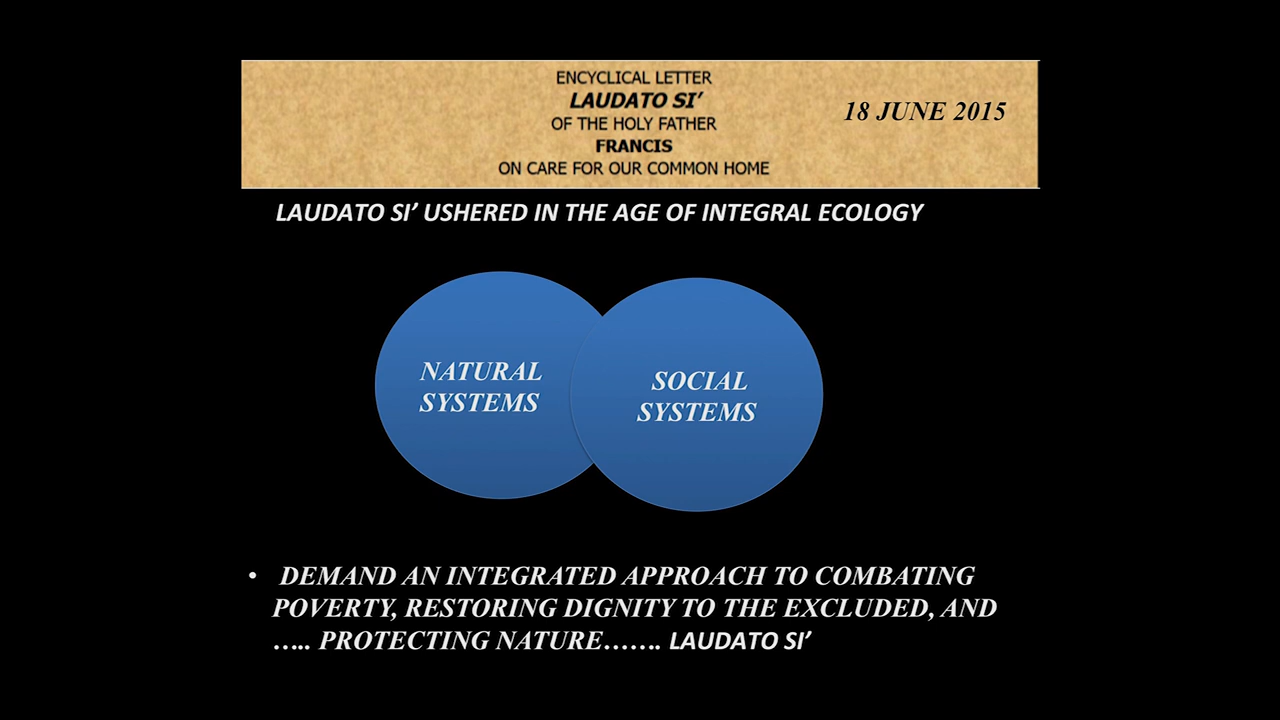 ENCYCLICAL LETTER
LAUDATO SI’
OF THE HOLY FATHER
FRANCIS
ON CARE FOR OUR COMMON HOME
18 JUNE 2015
LAUDATO SI’ USHERED IN THE AGE OF INTEGRAL ECOLOGY
NATURAL
SYSTEMS
SOCIAL
SYSTEMS
• DEMAND AN INTEGRATED APPROACH TO COMBATING
POVERTY, RESTORING DIGNITY TO THE EXCLUDED, AND
….. PROTECTING NATURE……. LAUDATO SI’